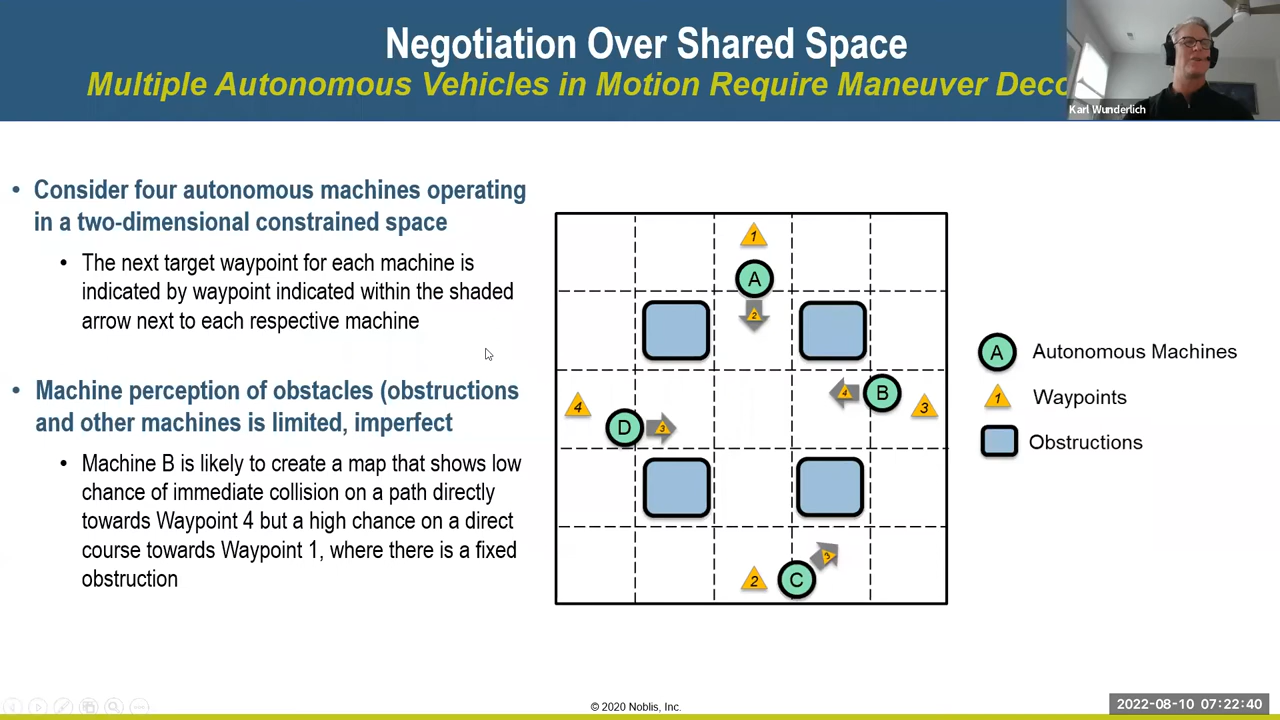 Negotiation Over Shared Space
Multiple Autonomous Vehicles in Motion Require Maneuver
Karl Wunderlich
• Consider four autonomous machines operating
in a two-dimensional constrained space
• The next target waypoint for each machine is
indicated by waypoint indicated within the shaded
arrow next to each respective machine
• Machine perception of obstacles (obstructions
and other machines is limited, imperfect
• Machine B is likely to create a map that shows low
chance of immediate collision on a path directly
towards Waypoint 4 but a high chance on a direct
course towards Waypoint 1, where there is a fixed
obstruction
1
A
2
4 B 3
4
D 3
3
2 C
A Autonomous Machines
1 Waypoints
Obstructions
© 2020 Noblis, Inc.
2022-08-10 07:22:40